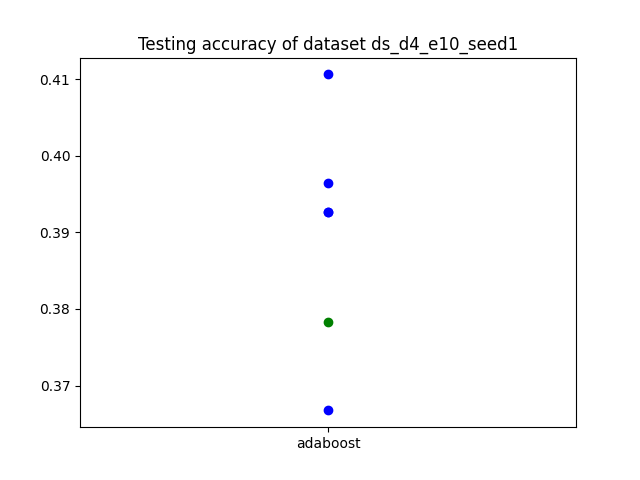 Testing accuracy of dataset ds_d4_e10_seed1
0.41
0.40
0.39
0.38
0.37
adaboost